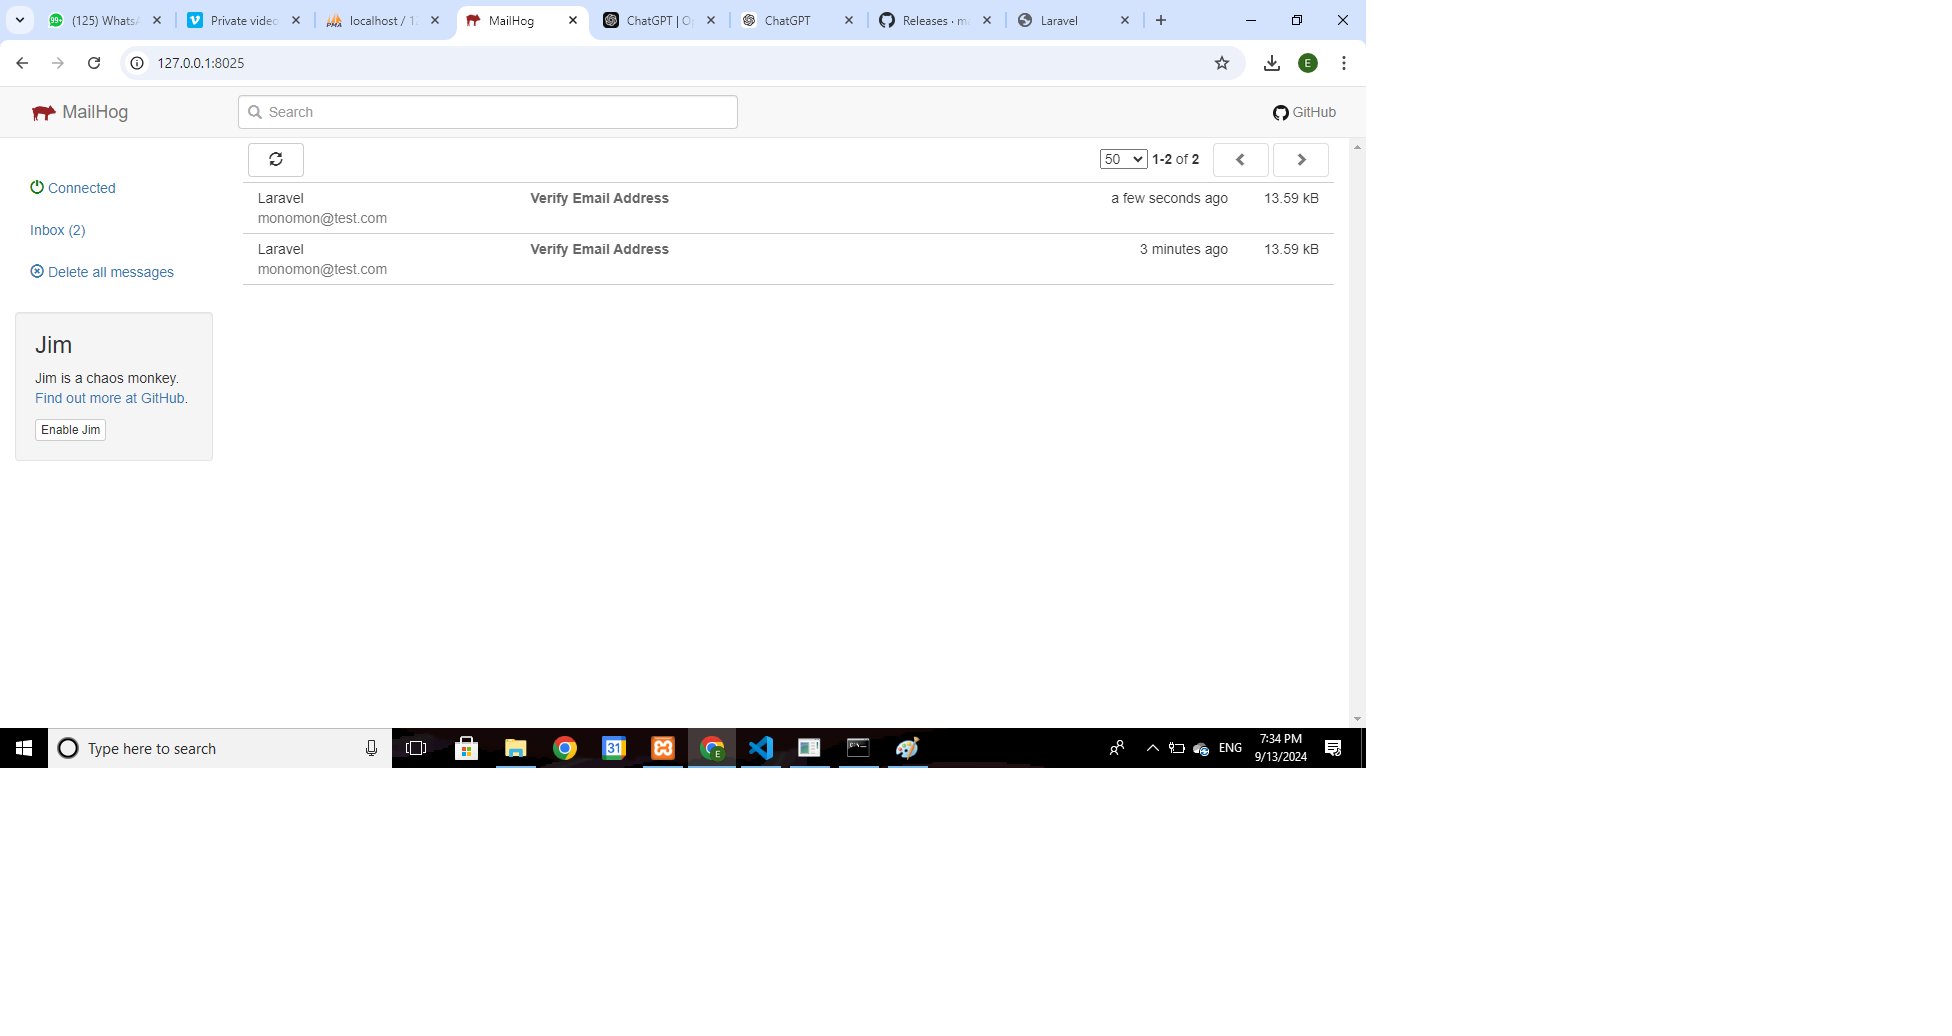 (125) Whats
Private video
localhost / 12
MailHog
ChatGPT | O
ChatGPT
Releases · m
Laravel
127.0.0.1:8025
E
MailHog
Search
GitHub
50 1-2 of 2
Connected
Inbox (2)
Delete all messages
Laravel Verify Email Address a few seconds ago 13.59 kB
monomon@test.com
Laravel Verify Email Address 3 minutes ago 13.59 kB
monomon@test.com
Jim
Jim is a chaos monkey.
Find out more at GitHub.
Enable Jim
Type here to search
31
E
ENG
7:34 PM
9/13/2024